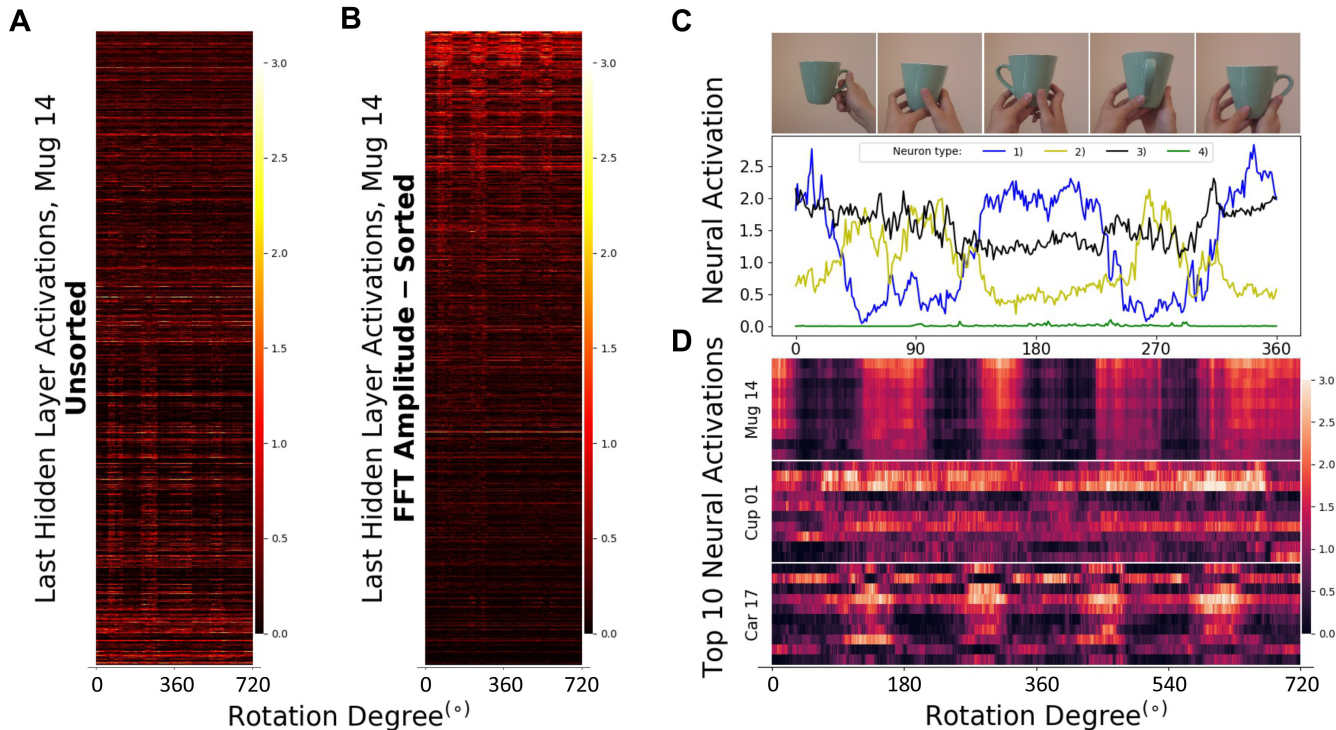 A
Last Hidden Layer Activations, Mug 14
Unsorted
3.0
2.5
2.0
1.5
1.0
0.5
0.0
0 360 720
B
Last Hidden Layer Activations, Mug 14
FFT Amplitude – Sorted
3.0
2.5
2.0
1.5
1.0
0.5
0.0
0 360 720
Rotation Degree(°)
C
Neural Activation
Neuron type: 1) 2) 3) 4)
2.5
2.0
1.5
1.0
0.5
0.0
0 90 180 270 360
D
Top 10 Neural Activations
Mug 14
Cup 01
Car 17
3.0
2.5
2.0
1.5
1.0
0.5
0.0
0 180 360 540 720
Rotation Degree(°)